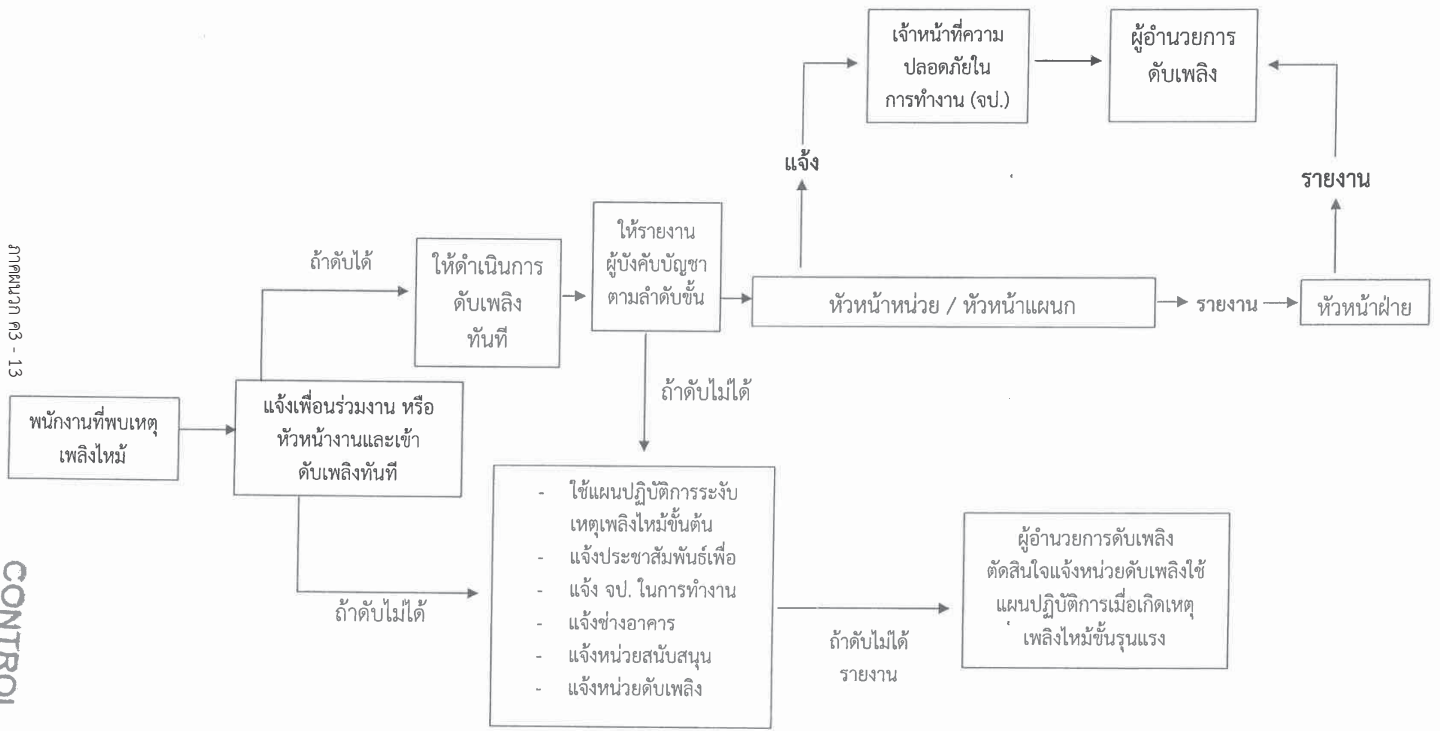 เจ้าหน้าที่ความ
ปลอดภัยใน
การทำงาน (จป.)
ผู้อำนวยการ
ดับเพลิง
แจ้ง
รายงาน
ให้รายงาน
ผู้บังคับบัญชา
ตามลำดับขั้น
ถ้าดับได้
ให้ดำเนินการ
ดับเพลิง
ทันที
หัวหน้าหน่วย / หัวหน้าแผนก
รายงาน
หัวหน้าฝ่าย
ภาคผนวก ค3 - 13
ถ้าดับไม่ได้
พนักงานที่พบเหตุ
เพลิงไหม้
แจ้งเพื่อนร่วมงาน หรือ
หัวหน้างานและเข้า
ดับเพลิงทันที
ถ้าดับไม่ได้
- ใช้แผนปฏิบัติการระงับ
เหตุเพลิงไหม้ขั้นต้น
- แจ้งประชาสัมพันธ์เพื่อ
- แจ้ง จป. ในการทำงาน
- แจ้งช่างอาคาร
- แจ้งหน่วยสนับสนุน
- แจ้งหน่วยดับเพลิง
ถ้าดับไม่ได้
รายงาน
ผู้อำนวยการดับเพลิง
ตัดสินใจแจ้งหน่วยดับเพลิงใช้
แผนปฏิบัติการเมื่อเกิดเหตุ
เพลิงไหม้ขั้นรุนแรง
CONTROL